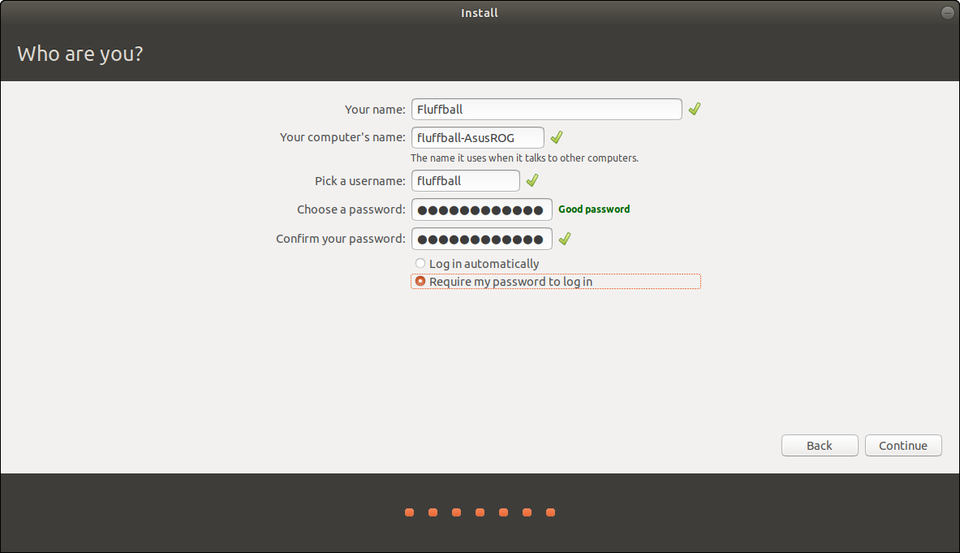 Install
Who are you?
Your name: Fluffball
Your computer's name: fluffball-AsusROG
The name it uses when it talks to other computers.
Pick a username: fluffball
Choose a password: ●●●●●●●●●●●● Good password
Confirm your password: ●●●●●●●●●●●●
Log in automatically
Require my password to log in
Back Continue